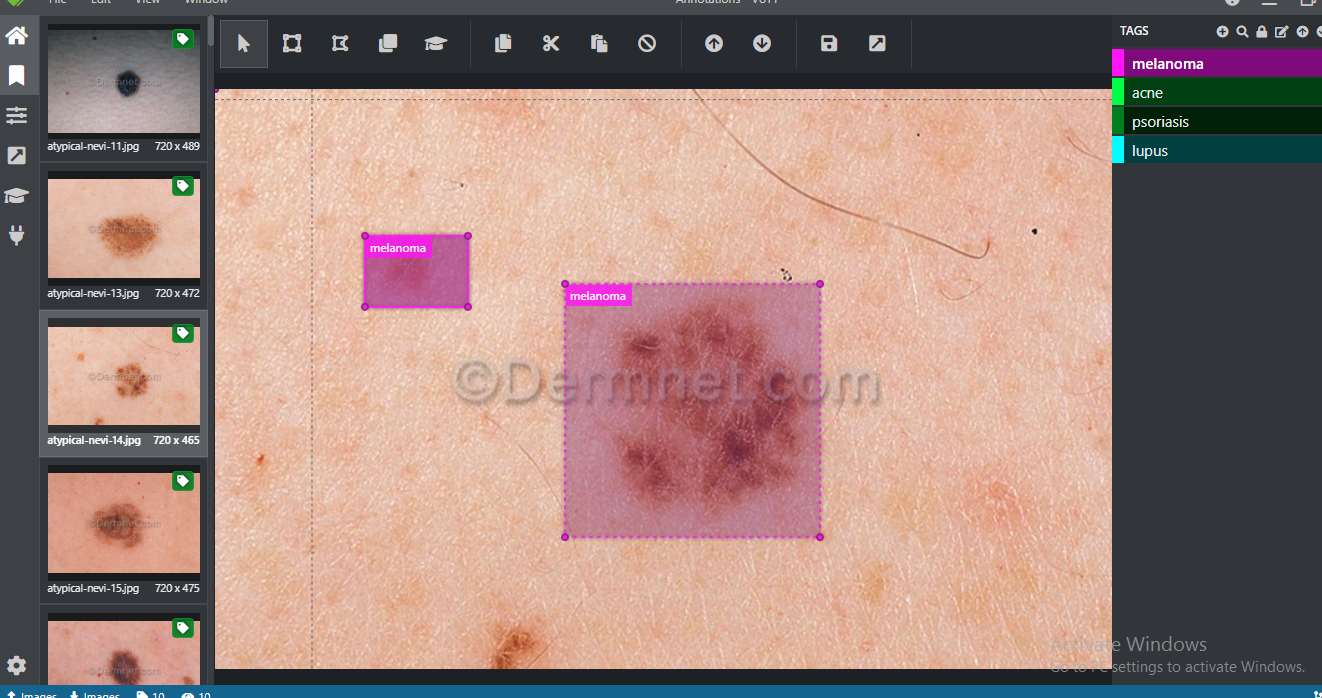 File Edit View Window
Annotations - VoTT
atypical-nevi-11.jpg 720 x 489
atypical-nevi-13.jpg 720 x 472
atypical-nevi-14.jpg 720 x 465
atypical-nevi-15.jpg 720 x 475
melanoma
melanoma
©Dermnet.com
TAGS
melanoma
acne
psoriasis
lupus
Activate Windows
Go to PC settings to activate Windows.
Images Images 10 10